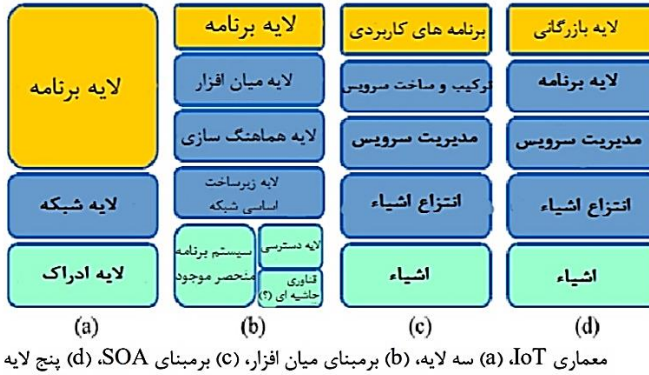 لایه برنامه
لایه شبکه
لایه ادراک
(a)
لایه برنامه
لایه میان افزار
لایه هماهنگ سازی
لایه زیرساخت
اساسی شبکه
سیستم برنامه
منحصر موجود
لایه دسترسی
فناوری
حاشیه ای (؟)
(b)
برنامه های کاربردی
ترکیب و ساخت سرویس
مدیریت سرویس
انتزاع اشیاء
اشیاء
(c)
لایه بازرگانی
لایه برنامه
مدیریت سرویس
انتزاع اشیاء
اشیاء
(d)
معماری IoT، (a) سه لایه، (b) برمبنای میان افزار، (c) برمبنای SOA، (d) پنج لایه